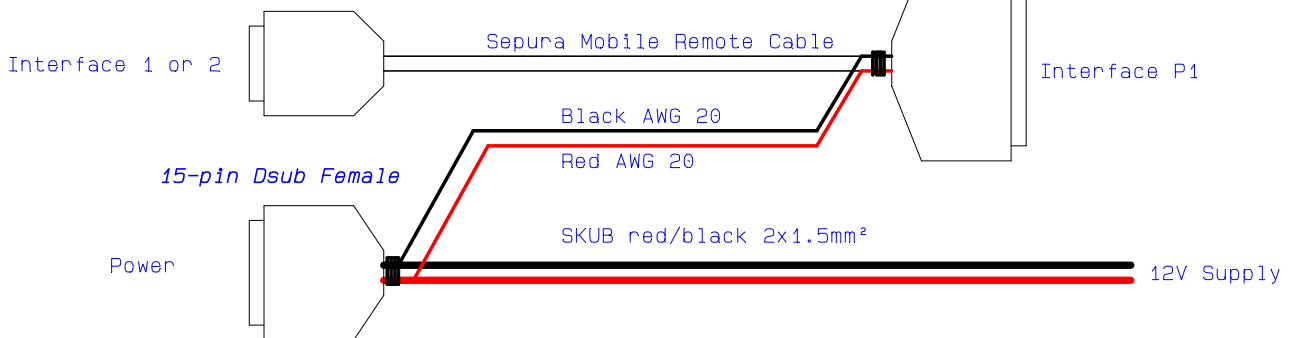 Sepura Mobile Remote Cable
Interface 1 or 2
Interface P1
Black AWG 20
Red AWG 20
15-pin Dsub Female
SKUB red/black 2x1.5mm²
Power
12V Supply